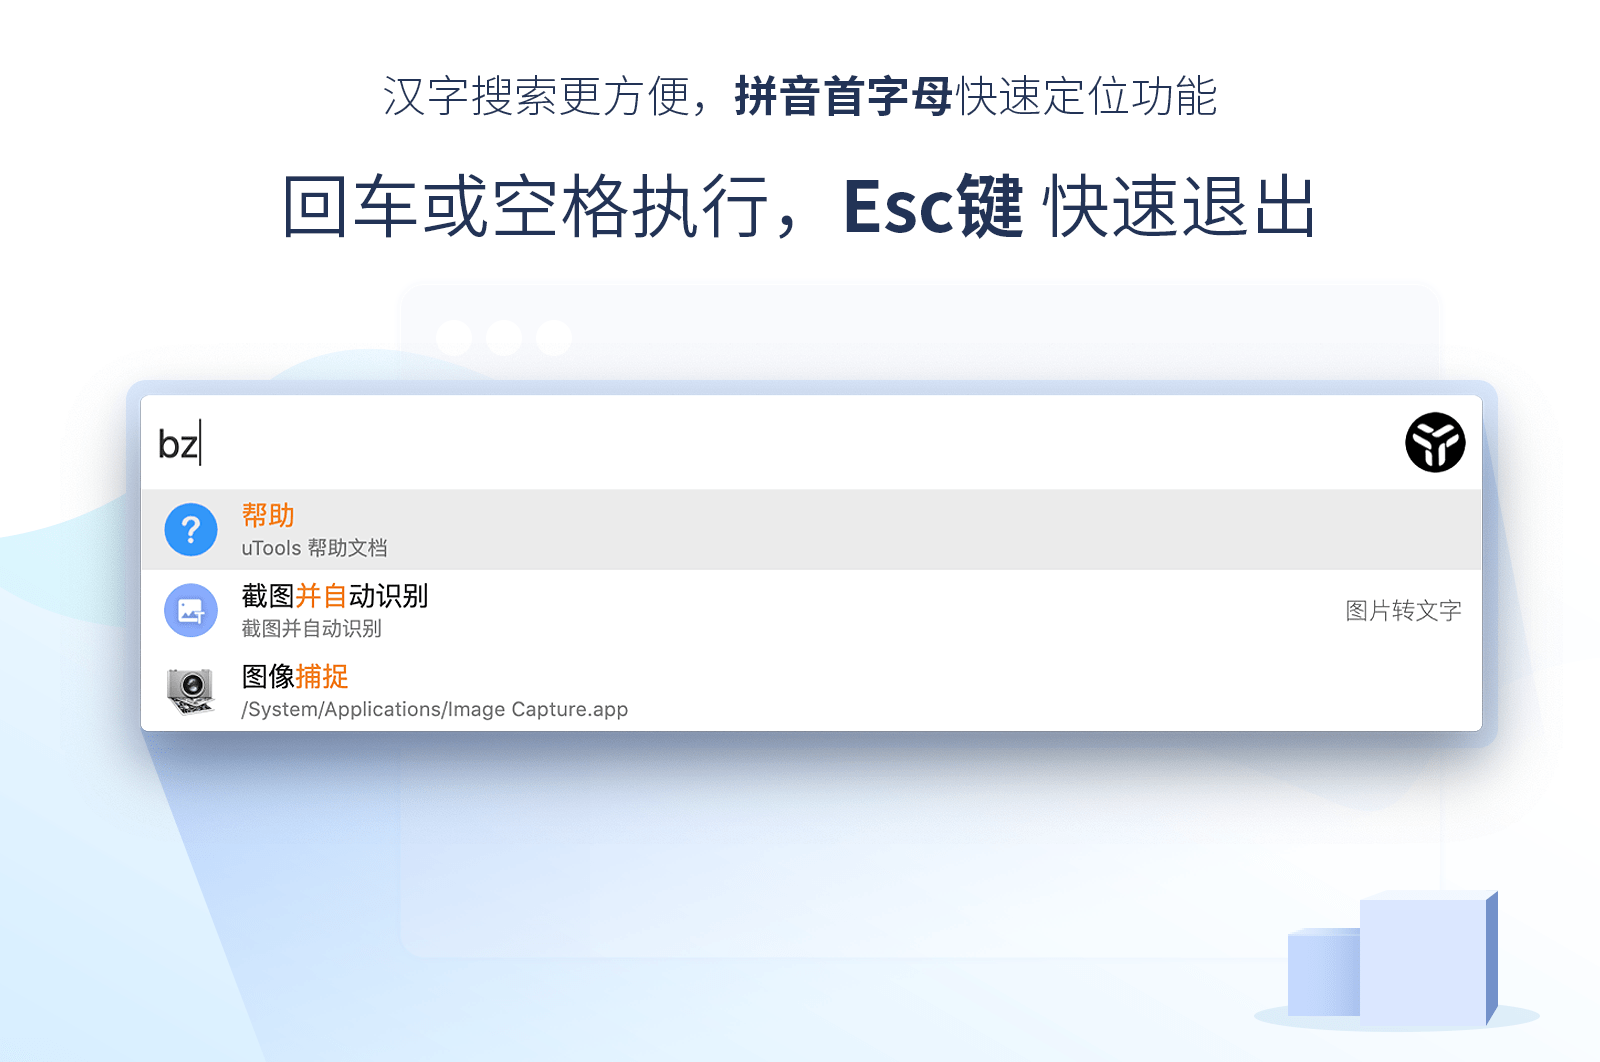 汉字搜索更方便，拼音首字母快速定位功能
回车或空格执行，Esc键 快速退出
bz
帮助
uTools 帮助文档
截图并自动识别
截图并自动识别
图片转文字
图像捕捉
/System/Applications/Image Capture.app